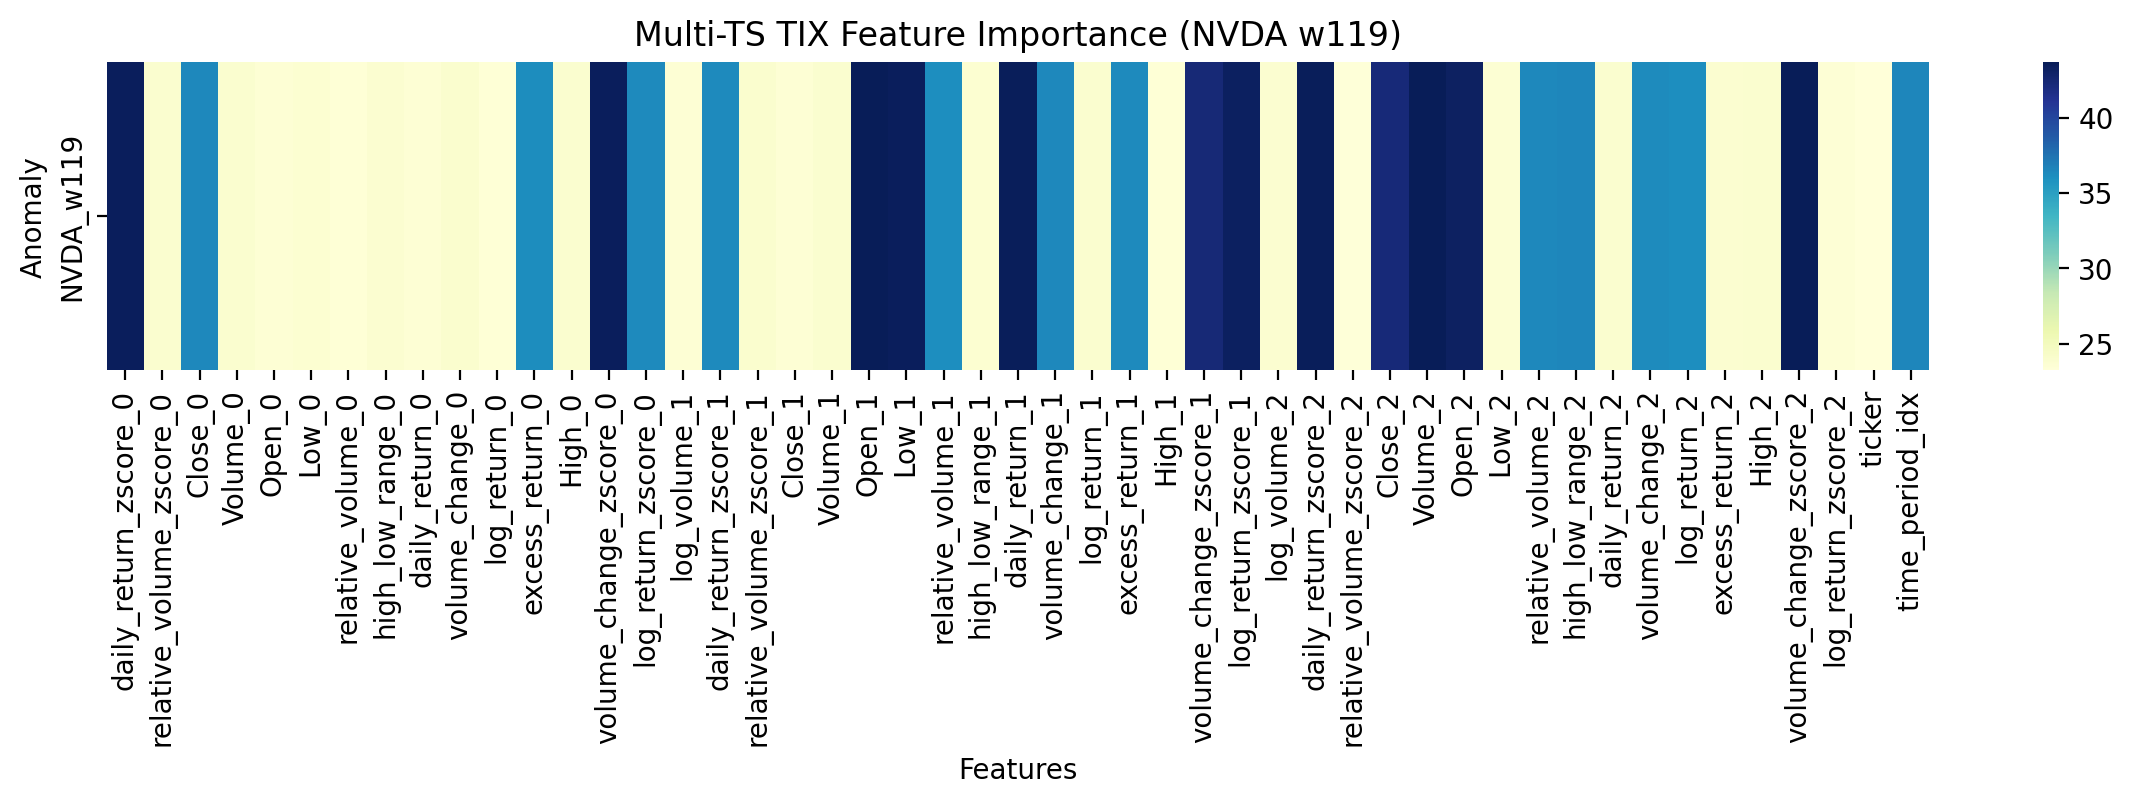 Multi-TS TIX Feature Importance (NVDA w119)
Anomaly
NVDA_w119
40
35
30
25
daily_return_zscore_0
relative_volume_zscore_0
Close_0
Volume_0
Open_0
Low_0
relative_volume_0
high_low_range_0
daily_return_0
volume_change_0
log_return_0
excess_return_0
High_0
volume_change_zscore_0
log_return_zscore_0
log_volume_1
daily_return_zscore_1
relative_volume_zscore_1
Close_1
Volume_1
Open_1
Low_1
relative_volume_1
high_low_range_1
daily_return_1
volume_change_1
log_return_1
excess_return_1
High_1
volume_change_zscore_1
log_return_zscore_1
log_volume_2
daily_return_zscore_2
relative_volume_zscore_2
Close_2
Volume_2
Open_2
Low_2
relative_volume_2
high_low_range_2
daily_return_2
volume_change_2
log_return_2
excess_return_2
High_2
volume_change_zscore_2
log_return_zscore_2
ticker
time_period_idx
Features